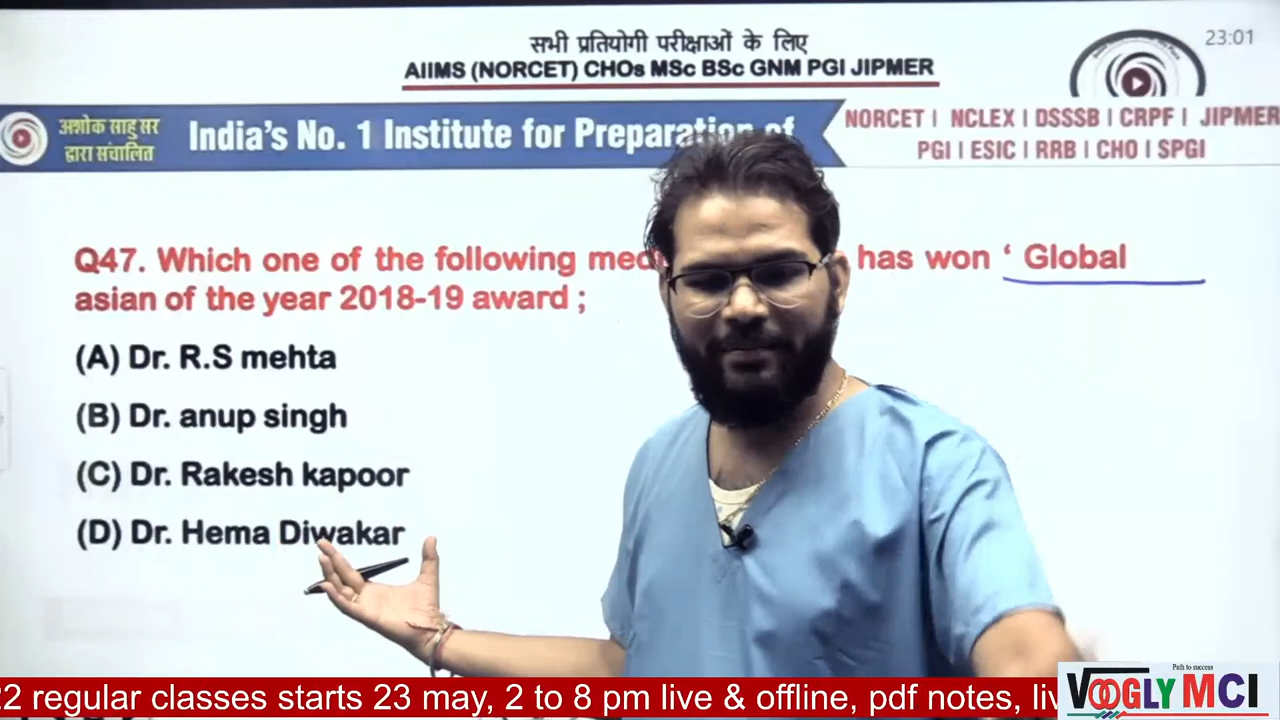 सभी प्रतियोगी परीक्षाओं के लिए
AIIMS (NORCET) CHOs MSc BSc GNM PGI JIPMER
23:01
अशोक साहु सर
द्वारा संचालित
India's No. 1 Institute for Preparation of
NORCET I NCLEX I DSSSB I CRPF I JIPMER
PGI I ESIC I RRB I CHO I SPGI
Q47. Which one of the following has won ‘ Global
asian of the year 2018-19 award ;
(A) Dr. R.S mehta
(B) Dr. anup singh
(C) Dr. Rakesh kapoor
(D) Dr. Hema Diwakar
22 regular classes starts 23 may, 2 to 8 pm live & offline, pdf notes,
Path to success
VOOGLY MCI